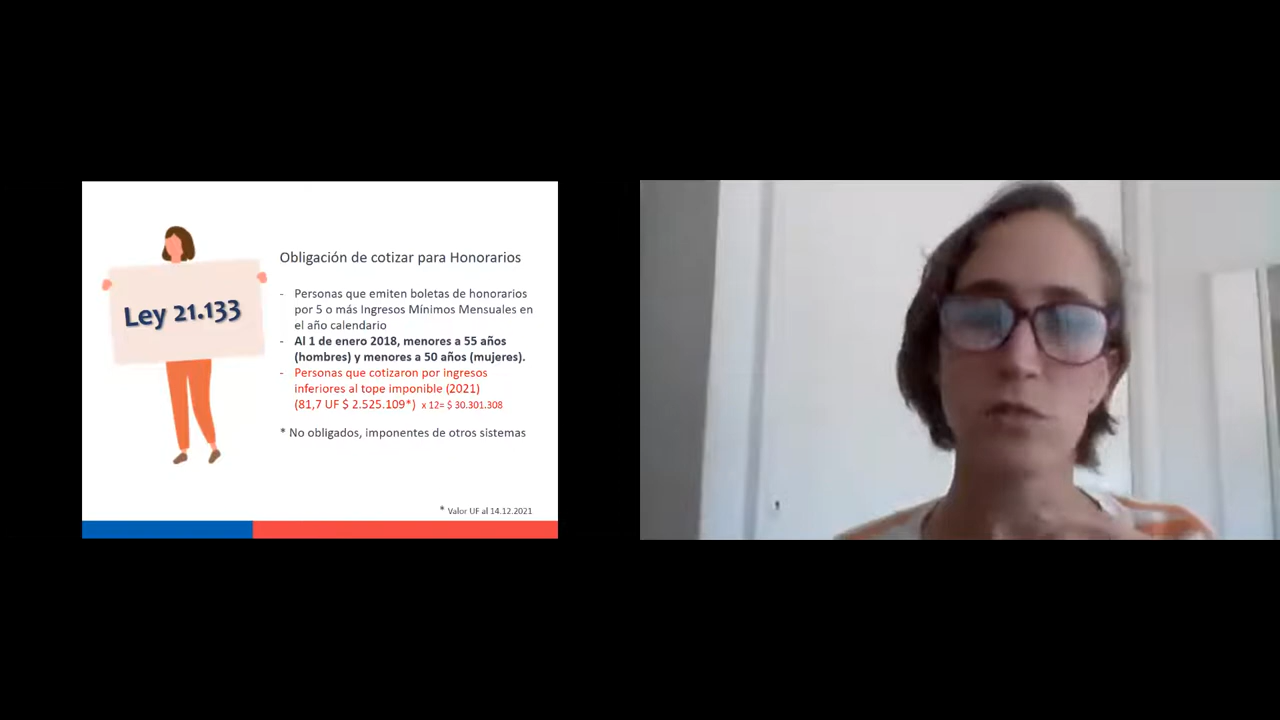 Ley 21.133
Obligación de cotizar para Honorarios
- Personas que emiten boletas de honorarios
por 5 o más Ingresos Mínimos Mensuales en
el año calendario
- Al 1 de enero 2018, menores a 55 años
(hombres) y menores a 50 años (mujeres).
- Personas que cotizaron por ingresos
inferiores al tope imponible (2021)
(81,7 UF $ 2.525.109*) x 12= $ 30.301.308
* No obligados, imponentes de otros sistemas
* Valor UF al 14.12.2021